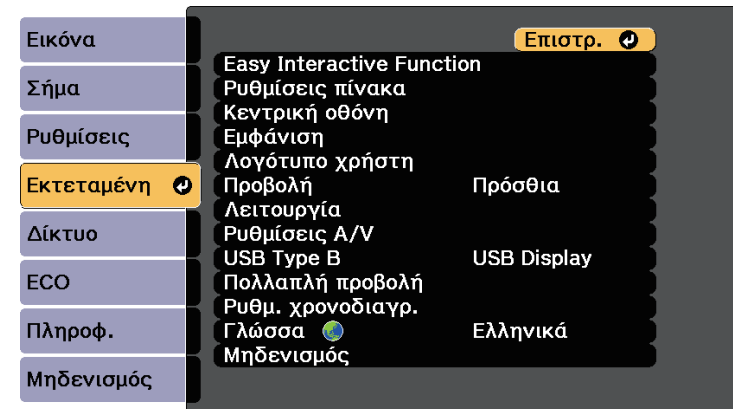 Εικόνα
Σήμα
Ρυθμίσεις
Εκτεταμένη
Δίκτυο
ECO
Πληροφ.
Μηδενισμός
Επιστρ.
Easy Interactive Function
Ρυθμίσεις πίνακα
Κεντρική οθόνη
Εμφάνιση
Λογότυπο χρήστη
Προβολή Πρόσθια
Λειτουργία
Ρυθμίσεις A/V
USB Type B USB Display
Πολλαπλή προβολή
Ρυθμ. χρονοδιαγρ.
Γλώσσα Ελληνικά
Μηδενισμός